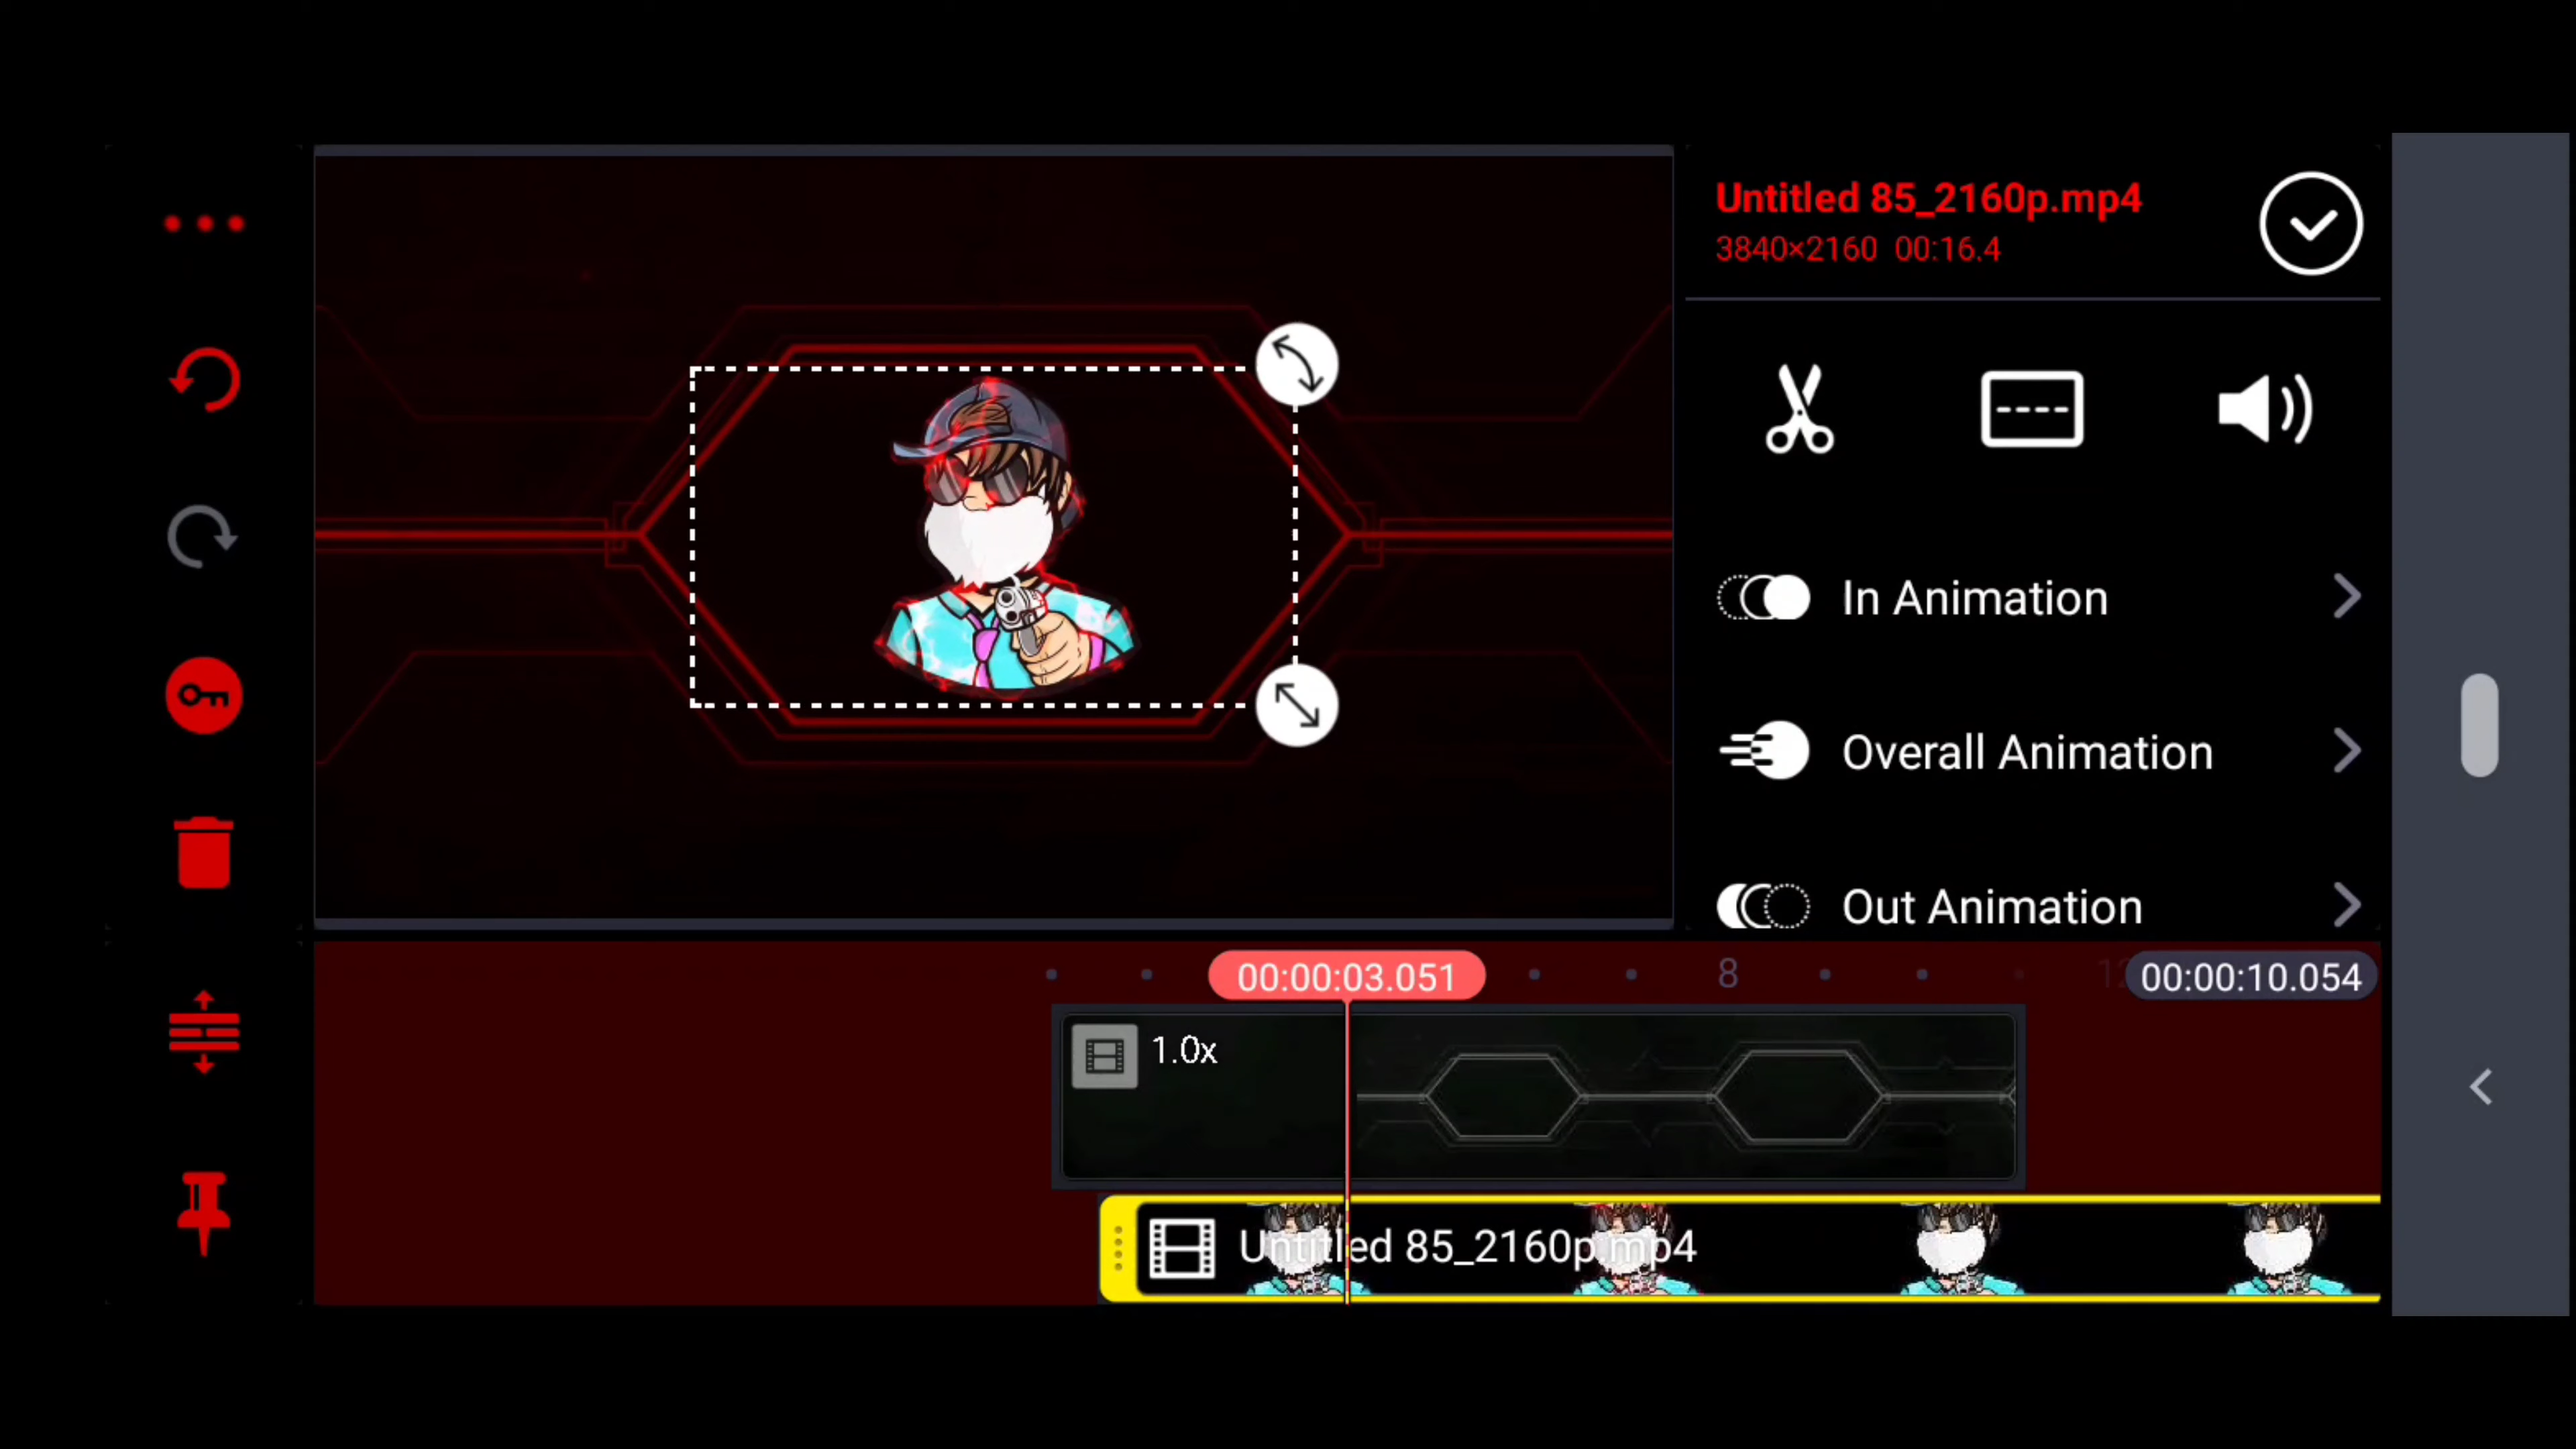 Untitled 85_2160p.mp4
3840×2160 00:16.4
In Animation
Overall Animation
Out Animation
00:00:03.051
8
12
00:00:10.054
1.0x
Untitled 85_2160p.mp4